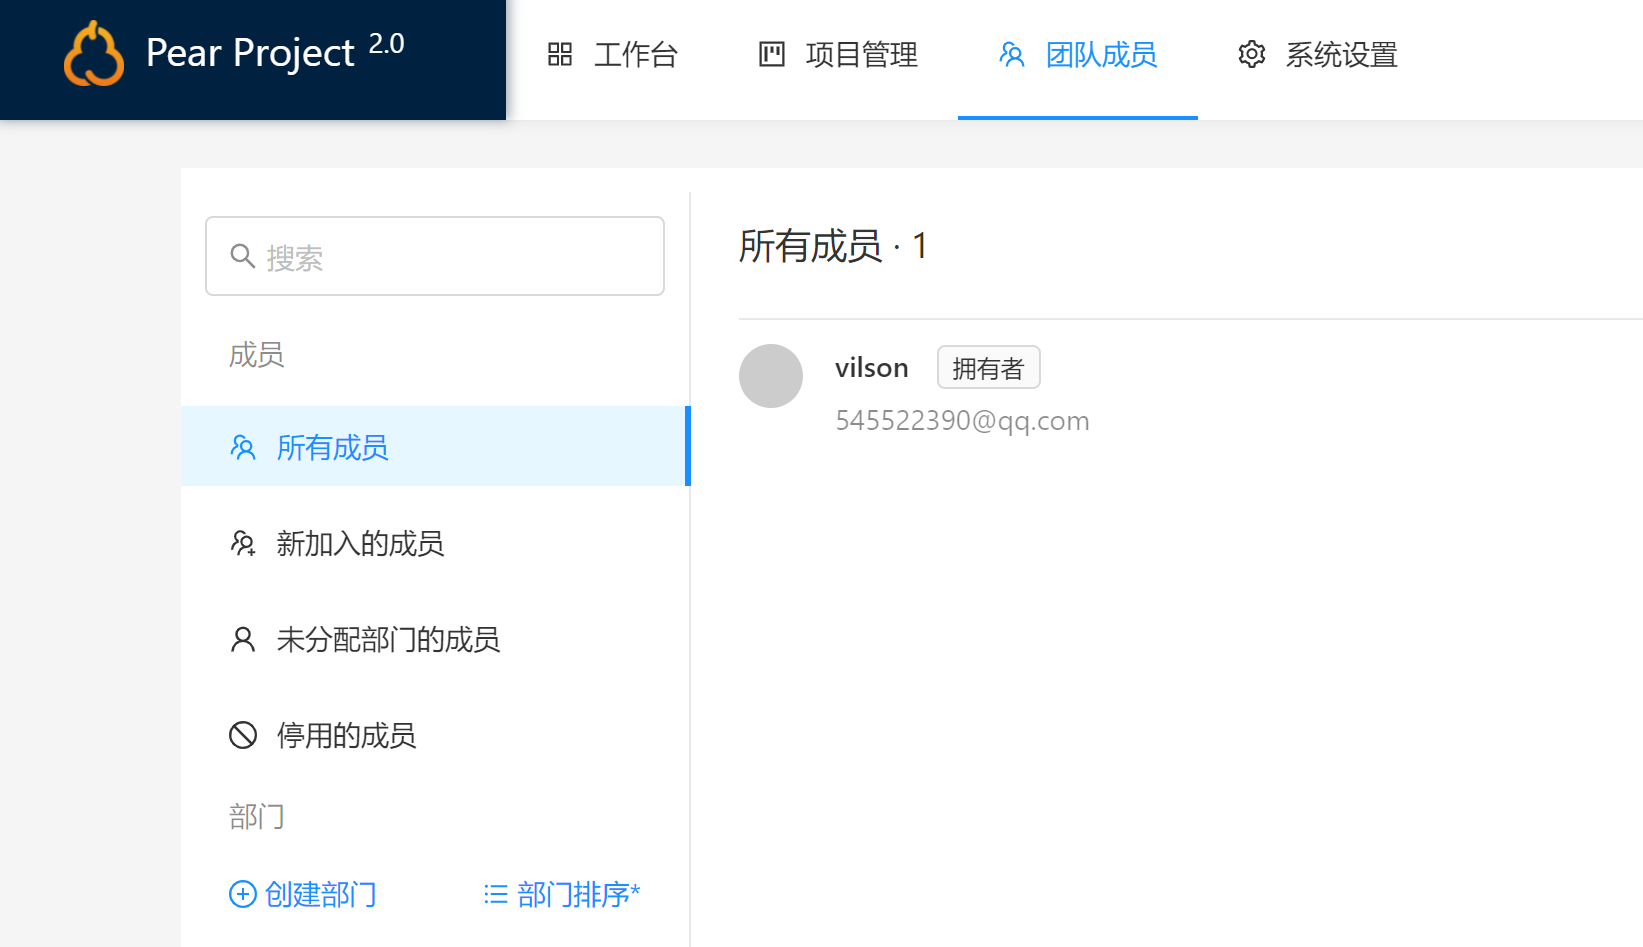 Pear Project 2.0
工作台
项目管理
团队成员
系统设置
搜索
成员
所有成员
新加入的成员
未分配部门的成员
停用的成员
部门
创建部门
部门排序*
所有成员 · 1
vilson
拥有者
545522390@qq.com